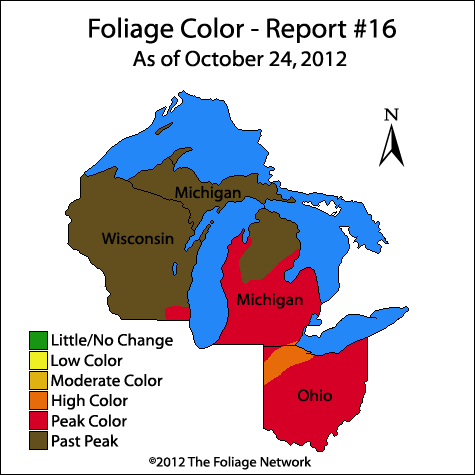 Foliage Color - Report #16
As of October 24, 2012
N
Michigan
Wisconsin
Michigan
Ohio
Little/No Change
Low Color
Moderate Color
High Color
Peak Color
Past Peak
©2012 The Foliage Network